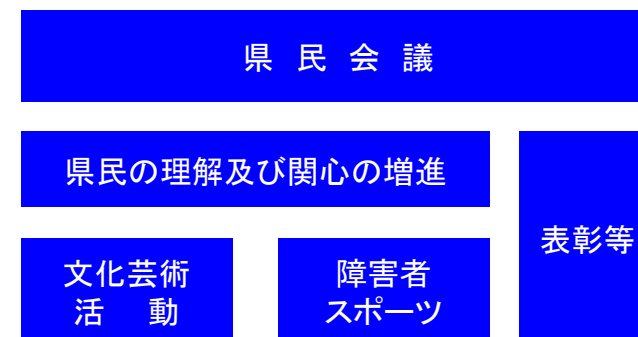 県 民 会 議
県民の理解及び関心の増進
表彰等
文化芸術
活 動
障害者
スポーツ